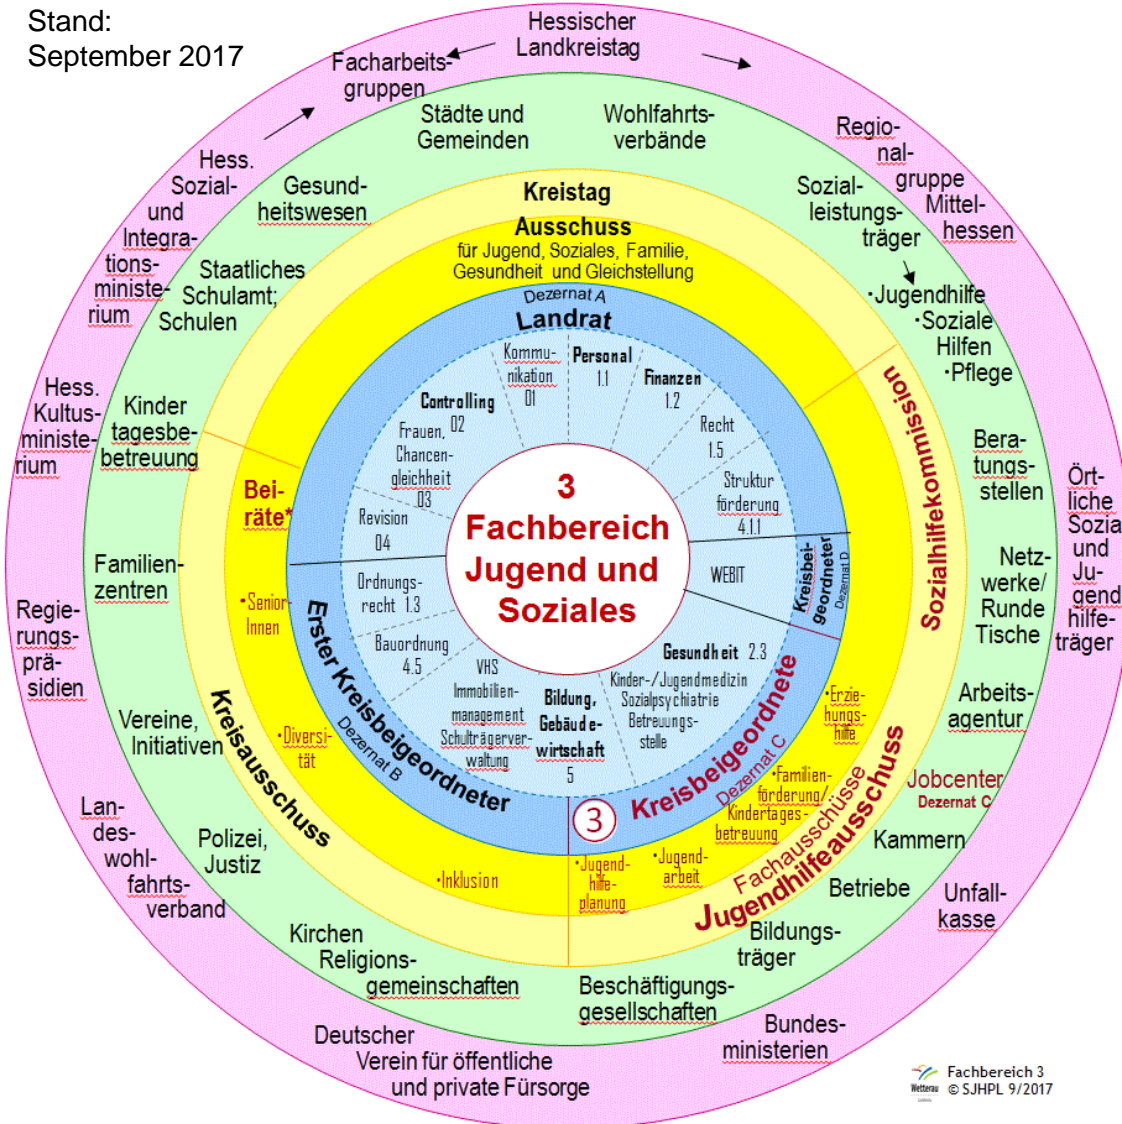 Stand:
September 2017
Hessischer
Landkreistag
Facharbeits-
gruppen
Regio-
nal-
gruppe
Mittel-
hessen
Hess.
Sozial-
und
Integra-
tionsministe-
rium
Hess.
Kultus-
ministe-
rium
Regie-
rungs-
prä-
sidien
Lan-
des-
wohl-
fahrts-
verband
Deutscher
Verein für öffentliche
und private Fürsorge
Bundes-
ministerien
Unfall-
kasse
Ört-
liche
Sozia
und
Ju-
gend
hilfe-
träger
Städte und
Gemeinden
Wohlfahrts-
verbände
Sozial-
leistungs-
träger
•Jugendhilfe
•Soziale
Hilfen
•Pflege
Bera-
tungs-
stellen
Netz-
werke/
Runde
Tische
Arbeits-
agentur
Jobcenter
Dezernat C
Kammern
Betriebe
Bildungs-
träger
Beschäftigungs-
gesellschaften
Kirchen
Religions-
gemeinschaften
Polizei,
Justiz
Vereine,
Initiativen
Familien-
zentren
Kinder
tagesbe-
betreuung
Staatliches
Schulamt;
Schulen
Gesund-
heitswesen
Kreistag
Ausschuss
für Jugend, Soziales, Familie,
Gesundheit und Gleichstellung
Sozialhilfekommission
Jugendhilfeausschuss
Fachausschüsse
•Erzie-
hungs-
hilfe
•Familien-
förderung/
Kindertages-
betreuung
•Jugend-
arbeit
•Jugend-
hilfe-
planung
Kreisausschuss
Bei-
räte*
•Senior-
Innen
•Diversi-
tät
•Inklusion
Dezernat A
Landrat
Kreisbei-
geordneter
Dezernat D
Kreisbeigeordnete
Dezernat C
3
Erster Kreisbeigeordneter
Dezernat B
Kommu-
nikation
01
Personal
1.1
Finanzen
1.2
Recht
1.5
Struktur
förderung
4.1.1
WEBIT
Gesundheit 2.3
Kinder-/Jugendmedizin
Sozialpsychiatrie
Betreuungs-
stelle
Bildung,
Gebäude-
wirtschaft
5
VHS
Immobilien-
management
Schulträgerver-
waltung
Bauordnung
4.5
Ordnungs-
recht 1.3
Revision
04
Frauen,
Chancen-
gleichheit
03
Controlling
02
3
Fachbereich
Jugend und
Soziales
Wetterau
Fachbereich 3
© SJHPL 9/2017